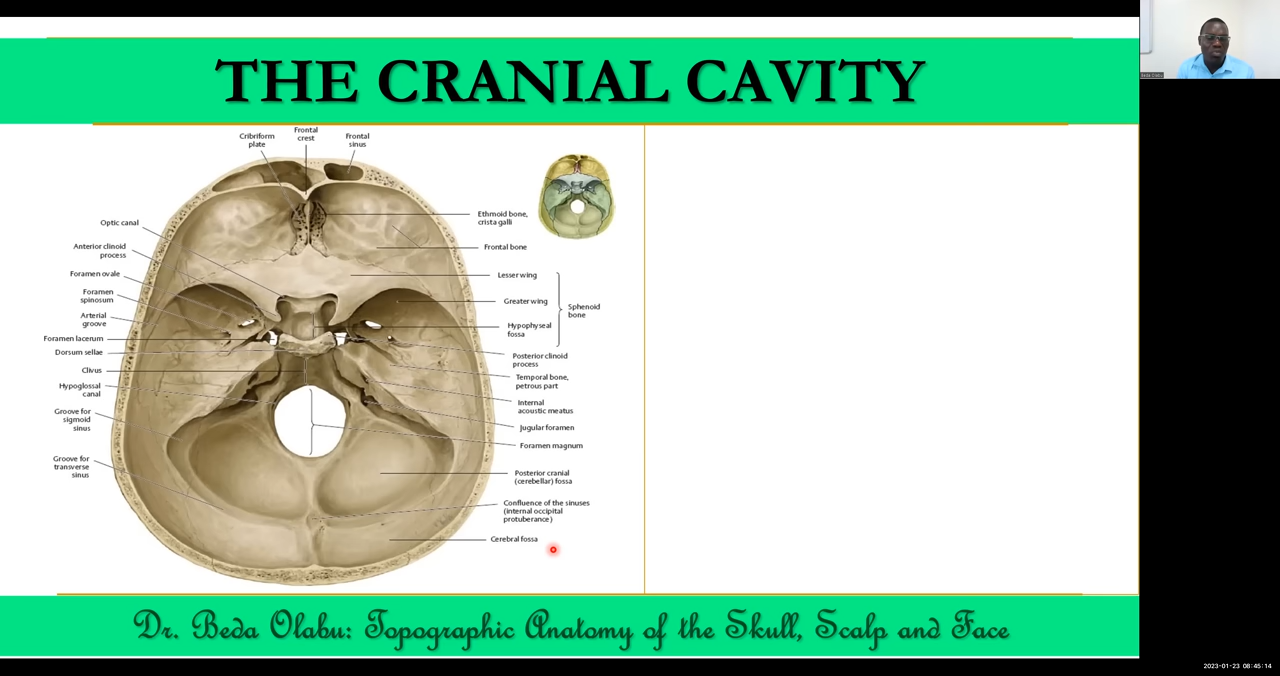 THE CRANIAL CAVITY
Cribriform
plate
Frontal
crest
Frontal
sinus
Optic canal
Anterior clinoid
process
Foramen ovale
Foramen
spinosum
Arterial
groove
Foramen lacerum
Dorsum sellae
Clivus
Hypoglossal
canal
Groove for
sigmoid
sinus
Groove for
transverse
sinus
Ethmoid bone,
crista galli
Frontal bone
Lesser wing
Greater wing
Sphenoid
bone
Hypophyseal
fossa
Posterior clinoid
process
Temporal bone,
petrous part
Internal
acoustic meatus
Jugular foramen
Foramen magnum
Posterior cranial
(cerebellar) fossa
Confluence of the sinuses
(internal occipital
protuberance)
Cerebral fossa
Dr. Beda Olabu: Topographic Anatomy of the Skull, Scalp and Face
Beda Olabu
2023-01-23 08:45:14